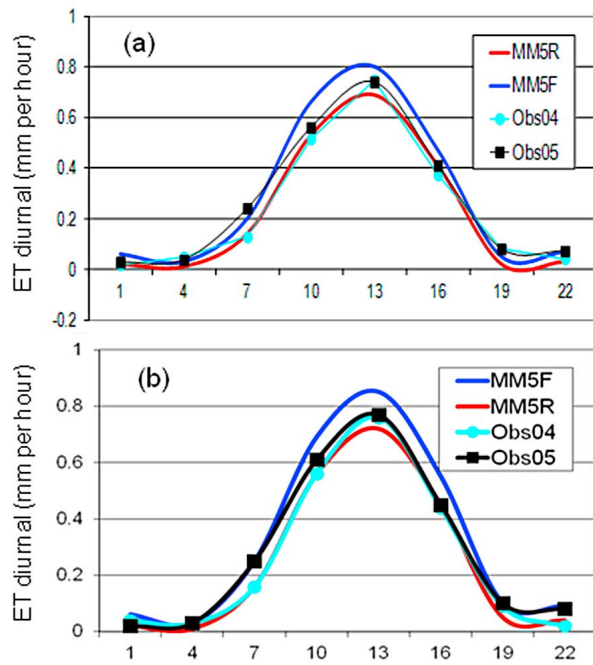 (a)
ET diurnal (mm per hour)
1
0.8
0.6
0.4
0.2
0
-0.2
MM5R
MM5F
Obs04
Obs05
1 4 7 10 13 16 19 22
(b)
ET diurnal (mm per hour)
1
0.8
0.6
0.4
0.2
0
MM5F
MM5R
Obs04
Obs05
1 4 7 10 13 16 19 22